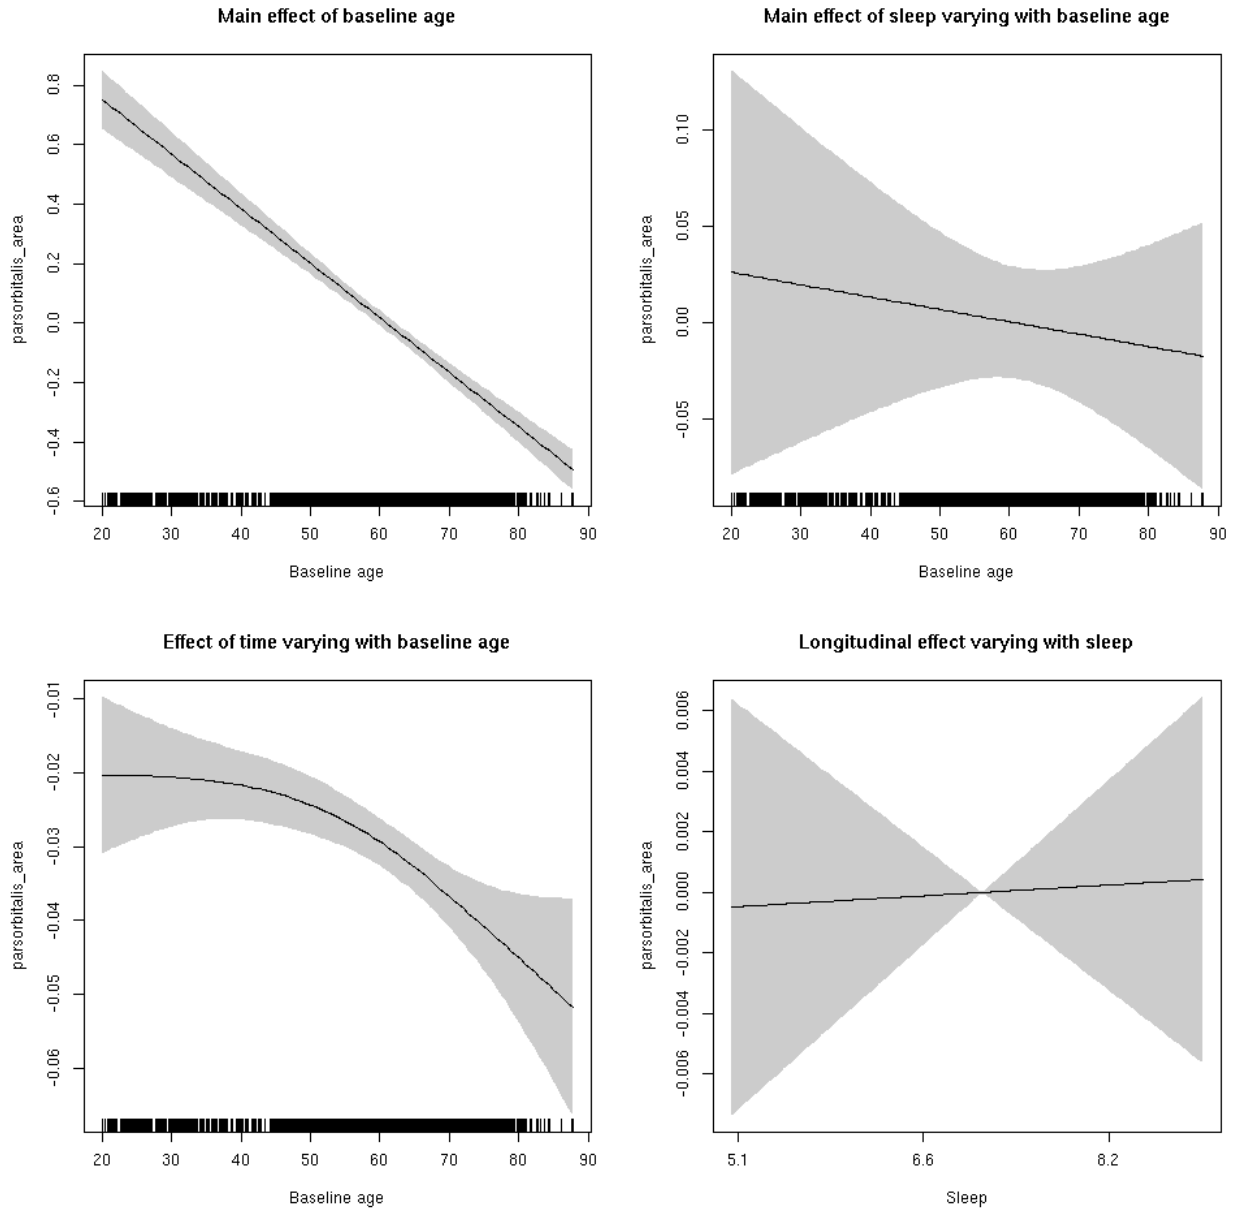 Main effect of baseline age
parsorbitalis_area
0.8
0.6
0.4
0.2
0.0
-0.2
-0.4
-0.6
20 30 40 50 60 70 80 90
Baseline age
Main effect of sleep varying with baseline age
parsorbitalis_area
0.10
0.05
0.00
-0.05
20 30 40 50 60 70 80 90
Baseline age
Effect of time varying with baseline age
parsorbitalis_area
-0.01
-0.02
-0.03
-0.04
-0.05
-0.06
20 30 40 50 60 70 80 90
Baseline age
Longitudinal effect varying with sleep
parsorbitalis_area
0.006
0.004
0.002
0.000
-0.002
-0.004
-0.006
5.1 6.6 8.2
Sleep